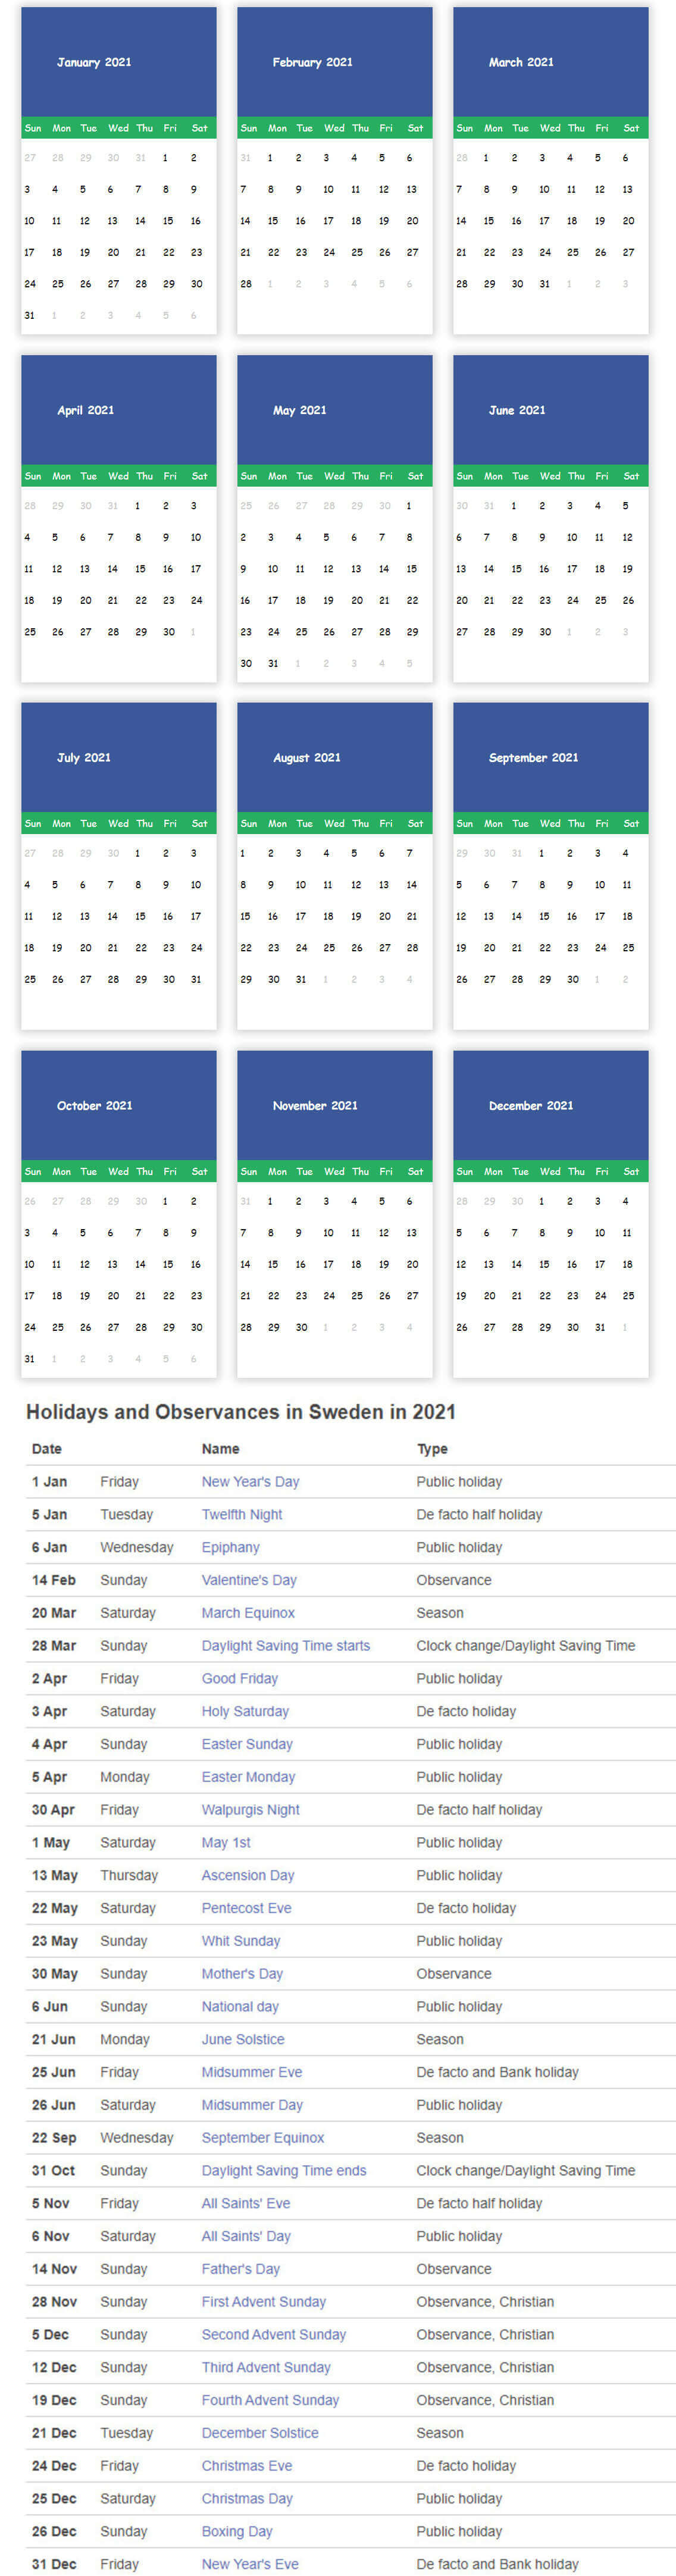 January 2021 February 2021 March 2021
Sun Mon Tue Wed Thu Fri Sat Sun Mon Tue Wed Thu Fri Sat Sun Mon Tue Wed Thu Fri Sat
27 28 29 30 31 1 2 31 1 2 3 4 5 6 28 1 2 3 4 5 6
3 4 5 6 7 8 9 7 8 9 10 11 12 13 7 8 9 10 11 12 13
10 11 12 13 14 15 16 14 15 16 17 18 19 20 14 15 16 17 18 19 20
17 18 19 20 21 22 23 21 22 23 24 25 26 27 21 22 23 24 25 26 27
24 25 26 27 28 29 30 28 1 2 3 4 5 6 28 29 30 31 1 2 3
31 1 2 3 4 5 6
April 2021 May 2021 June 2021
Sun Mon Tue Wed Thu Fri Sat Sun Mon Tue Wed Thu Fri Sat Sun Mon Tue Wed Thu Fri Sat
28 29 30 31 1 2 3 25 26 27 28 29 30 1 30 31 1 2 3 4 5
4 5 6 7 8 9 10 2 3 4 5 6 7 8 6 7 8 9 10 11 12
11 12 13 14 15 16 17 9 10 11 12 13 14 15 13 14 15 16 17 18 19
18 19 20 21 22 23 24 16 17 18 19 20 21 22 20 21 22 23 24 25 26
25 26 27 28 29 30 1 23 24 25 26 27 28 29 27 28 29 30 1 2 3
30 31 1 2 3 4 5
July 2021 August 2021 September 2021
Sun Mon Tue Wed Thu Fri Sat Sun Mon Tue Wed Thu Fri Sat Sun Mon Tue Wed Thu Fri Sat
27 28 29 30 1 2 3 1 2 3 4 5 6 7 29 30 31 1 2 3 4
4 5 6 7 8 9 10 8 9 10 11 12 13 14 5 6 7 8 9 10 11
11 12 13 14 15 16 17 15 16 17 18 19 20 21 12 13 14 15 16 17 18
18 19 20 21 22 23 24 22 23 24 25 26 27 28 19 20 21 22 23 24 25
25 26 27 28 29 30 31 29 30 31 1 2 3 4 26 27 28 29 30 1 2
October 2021 November 2021 December 2021
Sun Mon Tue Wed Thu Fri Sat Sun Mon Tue Wed Thu Fri Sat Sun Mon Tue Wed Thu Fri Sat
26 27 28 29 30 1 2 31 1 2 3 4 5 6 28 29 30 1 2 3 4
3 4 5 6 7 8 9 7 8 9 10 11 12 13 5 6 7 8 9 10 11
10 11 12 13 14 15 16 14 15 16 17 18 19 20 12 13 14 15 16 17 18
17 18 19 20 21 22 23 21 22 23 24 25 26 27 19 20 21 22 23 24 25
24 25 26 27 28 29 30 28 29 30 1 2 3 4 26 27 28 29 30 31 1
31 1 2 3 4 5 6
Holidays and Observances in Sweden in 2021
Date Name Type
1 Jan Friday New Year's Day Public holiday
5 Jan Tuesday Twelfth Night De facto half holiday
6 Jan Wednesday Epiphany Public holiday
14 Feb Sunday Valentine's Day Observance
20 Mar Saturday March Equinox Season
28 Mar Sunday Daylight Saving Time starts Clock change/Daylight Saving Time
2 Apr Friday Good Friday Public holiday
3 Apr Saturday Holy Saturday De facto holiday
4 Apr Sunday Easter Sunday Public holiday
5 Apr Monday Easter Monday Public holiday
30 Apr Friday Walpurgis Night De facto half holiday
1 May Saturday May 1st Public holiday
13 May Thursday Ascension Day Public holiday
22 May Saturday Pentecost Eve De facto holiday
23 May Sunday Whit Sunday Public holiday
30 May Sunday Mother's Day Observance
6 Jun Sunday National day Public holiday
21 Jun Monday June Solstice Season
25 Jun Friday Midsummer Eve De facto and Bank holiday
26 Jun Saturday Midsummer Day Public holiday
22 Sep Wednesday September Equinox Season
31 Oct Sunday Daylight Saving Time ends Clock change/Daylight Saving Time
5 Nov Friday All Saints' Eve De facto half holiday
6 Nov Saturday All Saints' Day Public holiday
14 Nov Sunday Father's Day Observance
28 Nov Sunday First Advent Sunday Observance, Christian
5 Dec Sunday Second Advent Sunday Observance, Christian
12 Dec Sunday Third Advent Sunday Observance, Christian
19 Dec Sunday Fourth Advent Sunday Observance, Christian
21 Dec Tuesday December Solstice Season
24 Dec Friday Christmas Eve De facto holiday
25 Dec Saturday Christmas Day Public holiday
26 Dec Sunday Boxing Day Public holiday
31 Dec Friday New Year's Eve De facto and Bank holiday